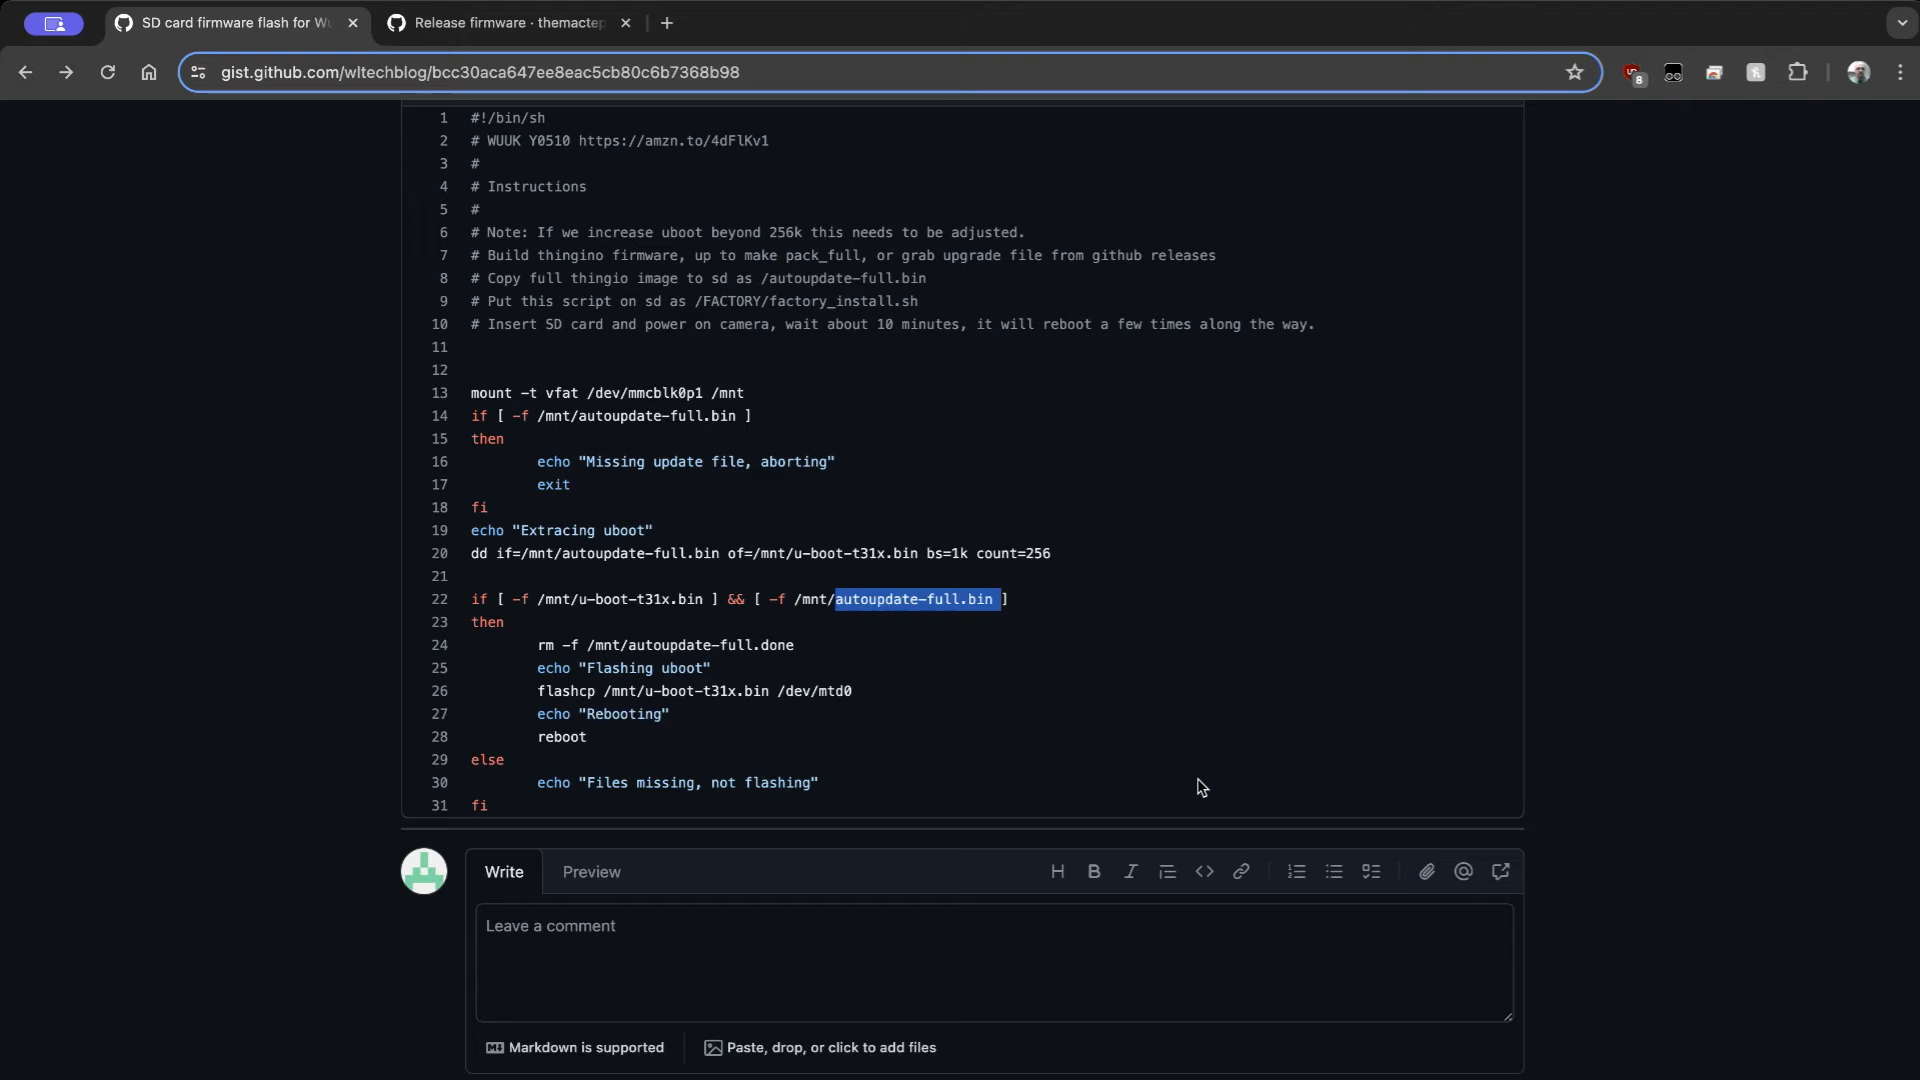 SD card firmware flash for Wu
Release firmware · themactep
gist.github.com/wltechblog/bcc30aca647ee8eac5cb80c6b7368b98
8
1 #!/bin/sh
2 # WUUK Y0510 https://amzn.to/4dFlKv1
3 #
4 # Instructions
5 #
6 # Note: If we increase uboot beyond 256k this needs to be adjusted.
7 # Build thingino firmware, up to make pack_full, or grab upgrade file from github releases
8 # Copy full thingio image to sd as /autoupdate-full.bin
9 # Put this script on sd as /FACTORY/factory_install.sh
10 # Insert SD card and power on camera, wait about 10 minutes, it will reboot a few times along the way.
11
12
13 mount -t vfat /dev/mmcblk0p1 /mnt
14 if [ -f /mnt/autoupdate-full.bin ]
15 then
16 echo "Missing update file, aborting"
17 exit
18 fi
19 echo "Extracing uboot"
20 dd if=/mnt/autoupdate-full.bin of=/mnt/u-boot-t31x.bin bs=1k count=256
21
22 if [ -f /mnt/u-boot-t31x.bin ] && [ -f /mnt/autoupdate-full.bin ]
23 then
24 rm -f /mnt/autoupdate-full.done
25 echo "Flashing uboot"
26 flashcp /mnt/u-boot-t31x.bin /dev/mtd0
27 echo "Rebooting"
28 reboot
29 else
30 echo "Files missing, not flashing"
31 fi
Write
Preview
Leave a comment
Markdown is supported
Paste, drop, or click to add files